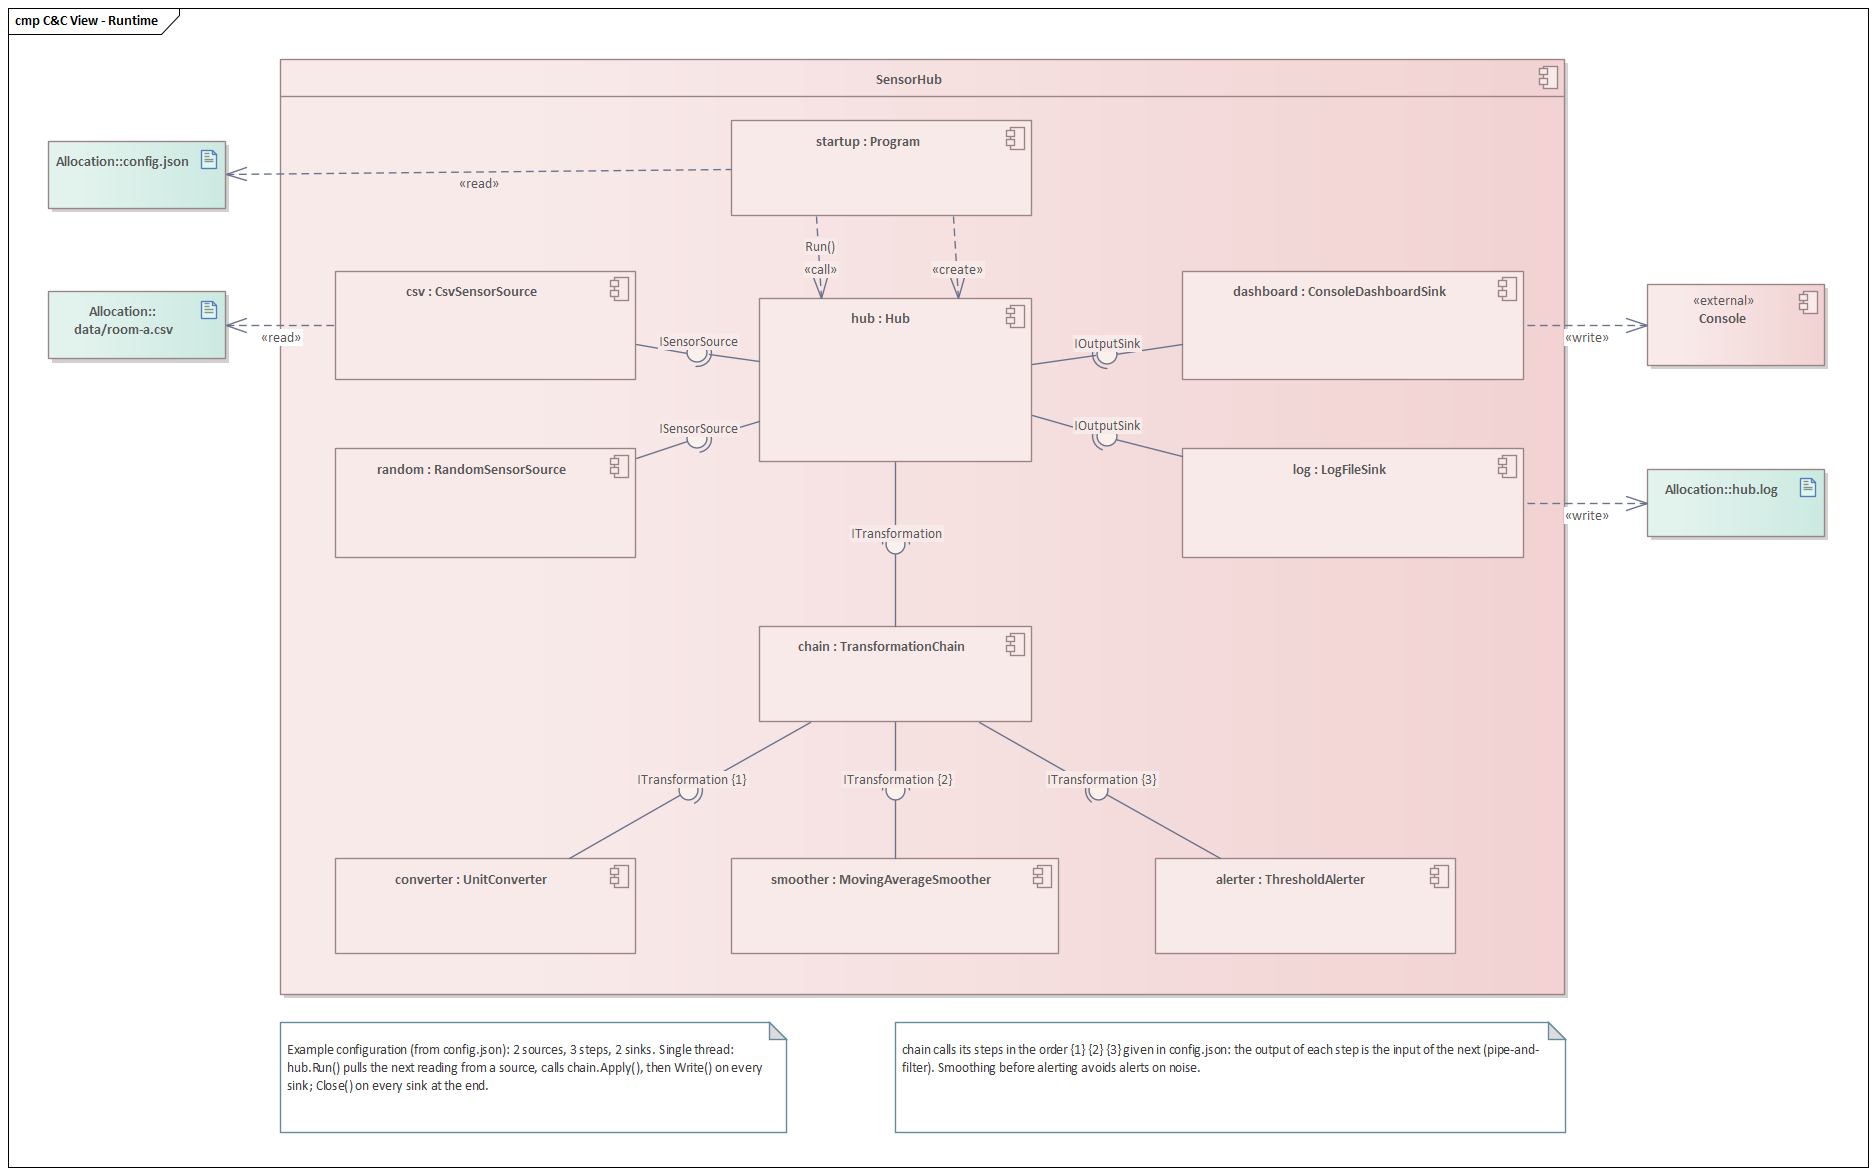 cmp C&C View - Runtime
SensorHub
startup : Program
Allocation::config.json
«read»
Run()
«call»
«create»
csv : CsvSensorSource
Allocation::
data/room-a.csv
«read»
hub : Hub
dashboard : ConsoleDashboardSink
«external»
Console
«write»
ISensorSource
IOutputSink
ISensorSource
IOutputSink
random : RandomSensorSource
log : LogFileSink
Allocation::hub.log
«write»
ITransformation
chain : TransformationChain
ITransformation {1}
ITransformation {2}
ITransformation {3}
converter : UnitConverter
smoother : MovingAverageSmoother
alerter : ThresholdAlerter
Example configuration (from config.json): 2 sources, 3 steps, 2 sinks. Single thread:
hub.Run() pulls the next reading from a source, calls chain.Apply(), then Write() on every
sink; Close() on every sink at the end.
chain calls its steps in the order {1} {2} {3} given in config.json: the output of each step is the input of the next (pipe-and-
filter). Smoothing before alerting avoids alerts on noise.